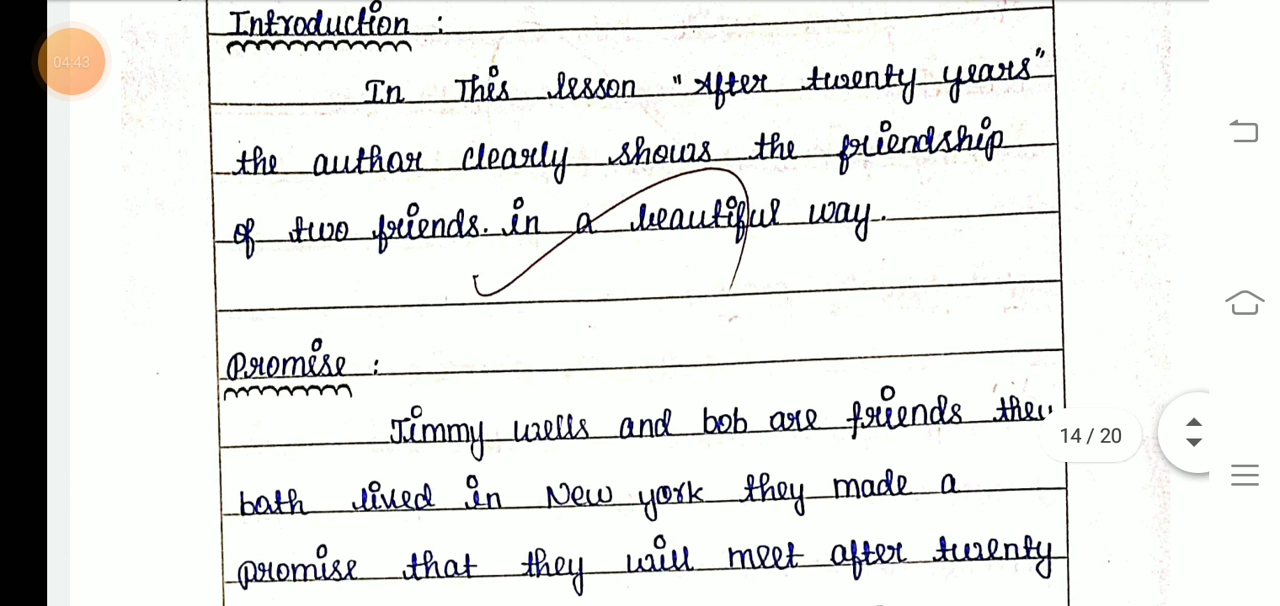 04:43
Introduction :
In This lesson "After twenty years"
the author clearly shows the friendship
of two friends. in a beautiful way.
Promise :
Jimmy wells and bob are friends they
14 / 20
bath lived in New york they made a
promise that they will meet after twenty